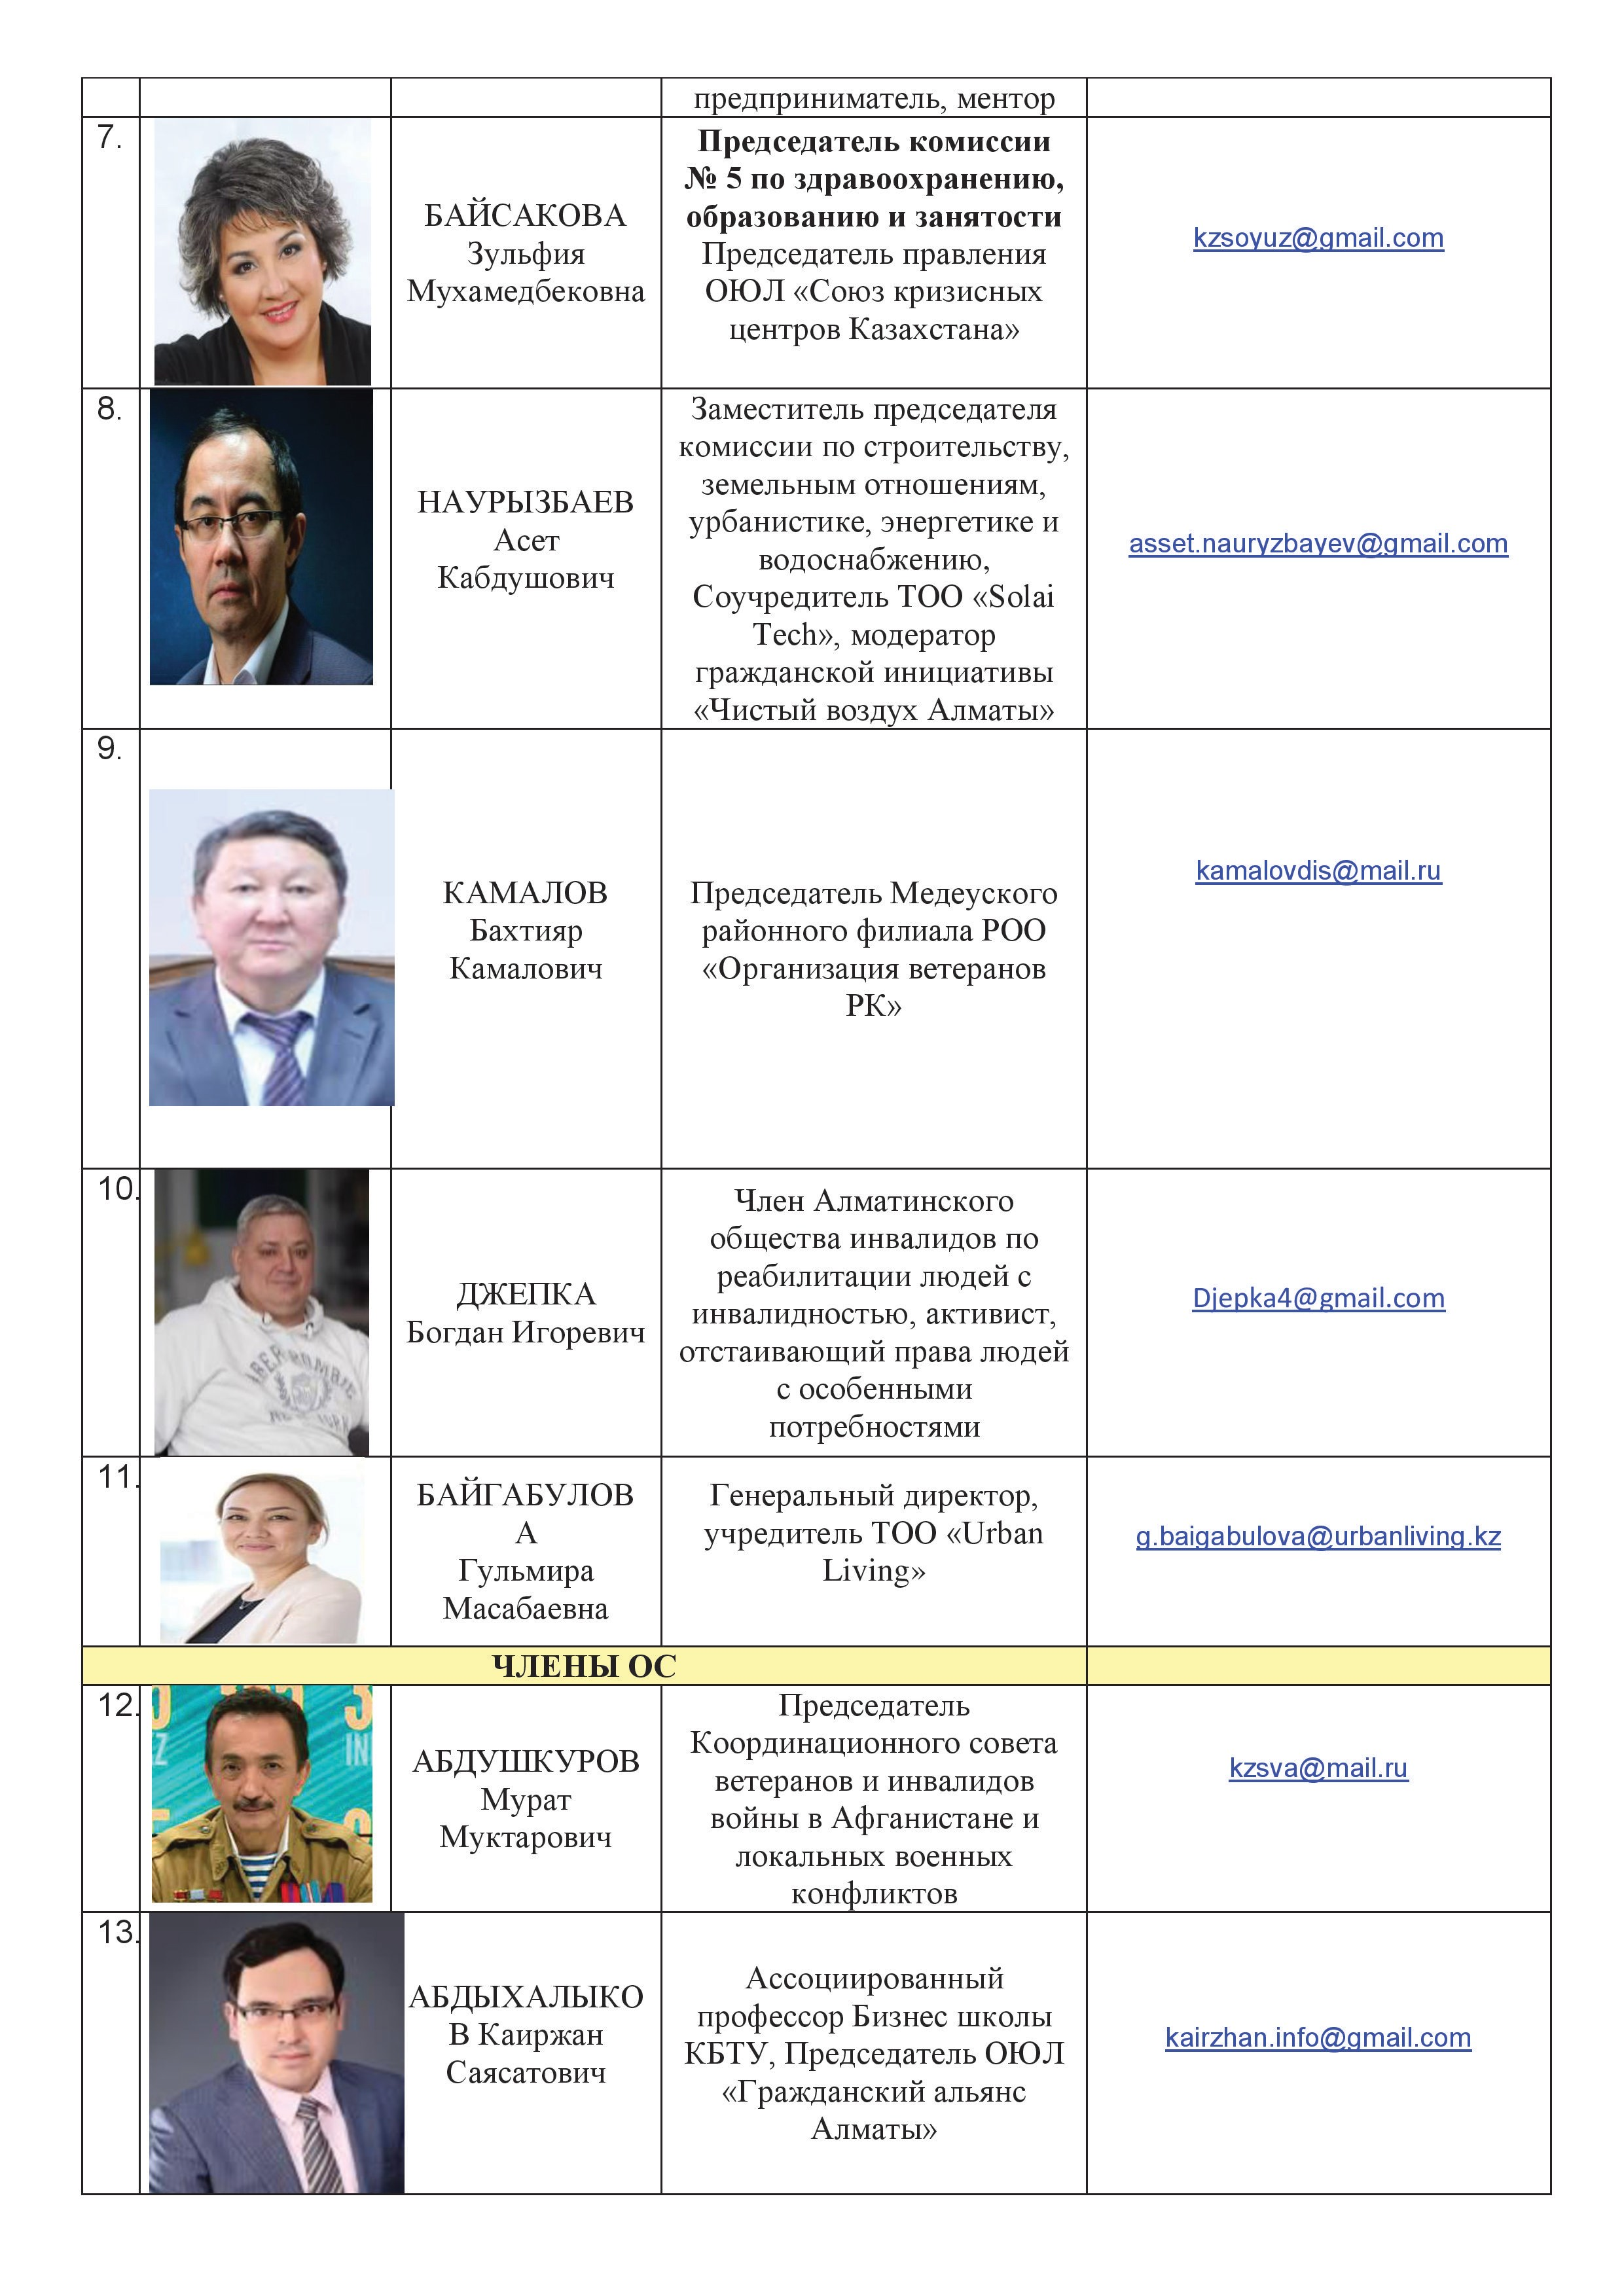 предприниматель, ментор
7.
БАЙСАКОВА
Зульфия
Мухамедбековна
Председатель комиссии
№ 5 по здравоохранению,
образованию и занятости
Председатель правления
ОЮЛ «Союз кризисных
центров Казахстана»
kzsoyuz@gmail.com
8.
НАУРЫЗБАЕВ
Асет
Кабдушович
Заместитель председателя
комиссии по строительству,
земельным отношениям,
урбанистике, энергетике и
водоснабжению,
Соучредитель ТОО «Solai
Tech», модератор
гражданской инициативы
«Чистый воздух Алматы»
asset.nauryzbayev@gmail.com
9.
КАМАЛОВ
Бахтияр
Камалович
Председатель Медеуского
районного филиала РОО
«Организация ветеранов
РК»
kamalovdis@mail.ru
10.
ДЖЕПКА
Богдан Игоревич
Член Алматинского
общества инвалидов по
реабилитации людей с
инвалидностью, активист,
отстаивающий права людей
с особенными
потребностями
Djepka4@gmail.com
11.
БАЙГАБУЛОВ
А
Гульмира
Масабаевна
Генеральный директор,
учредитель ТОО «Urban
Living»
g.baigabulova@urbanliving.kz
ЧЛЕНЫ ОС
12.
АБДУШКУРОВ
Мурат
Муктарович
Председатель
Координационного совета
ветеранов и инвалидов
войны в Афганистане и
локальных военных
конфликтов
kzsva@mail.ru
13.
АБДЫХАЛЫКО
В Каиржан
Саясатович
Ассоциированный
профессор Бизнес школы
КБТУ, Председатель ОЮЛ
«Гражданский альянс
Алматы»
kairzhan.info@gmail.com